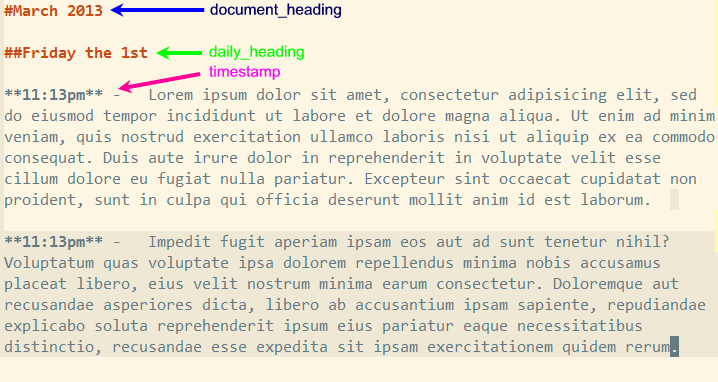 #March 2013 document_heading
##Friday the 1st daily_heading
timestamp
**11:13pm** - Lorem ipsum dolor sit amet, consectetur adipisicing elit, sed
do eiusmod tempor incididunt ut labore et dolore magna aliqua. Ut enim ad minim
veniam, quis nostrud exercitation ullamco laboris nisi ut aliquip ex ea commodo
consequat. Duis aute irure dolor in reprehenderit in voluptate velit esse
cillum dolore eu fugiat nulla pariatur. Excepteur sint occaecat cupidatat non
proident, sunt in culpa qui officia deserunt mollit anim id est laborum.
**11:13pm** - Impedit fugit aperiam ipsam eos aut ad sunt tenetur nihil?
Voluptatum quas voluptate ipsa dolorem repellendus minima nobis accusamus
placeat libero, eius velit nostrum minima earum consectetur. Doloremque aut
recusandae asperiores dicta, libero ab accusantium ipsam sapiente, repudiandae
explicabo soluta reprehenderit ipsum eius pariatur eaque necessitatibus
distinctio, recusandae esse expedita sit ipsam exercitationem quidem rerum.